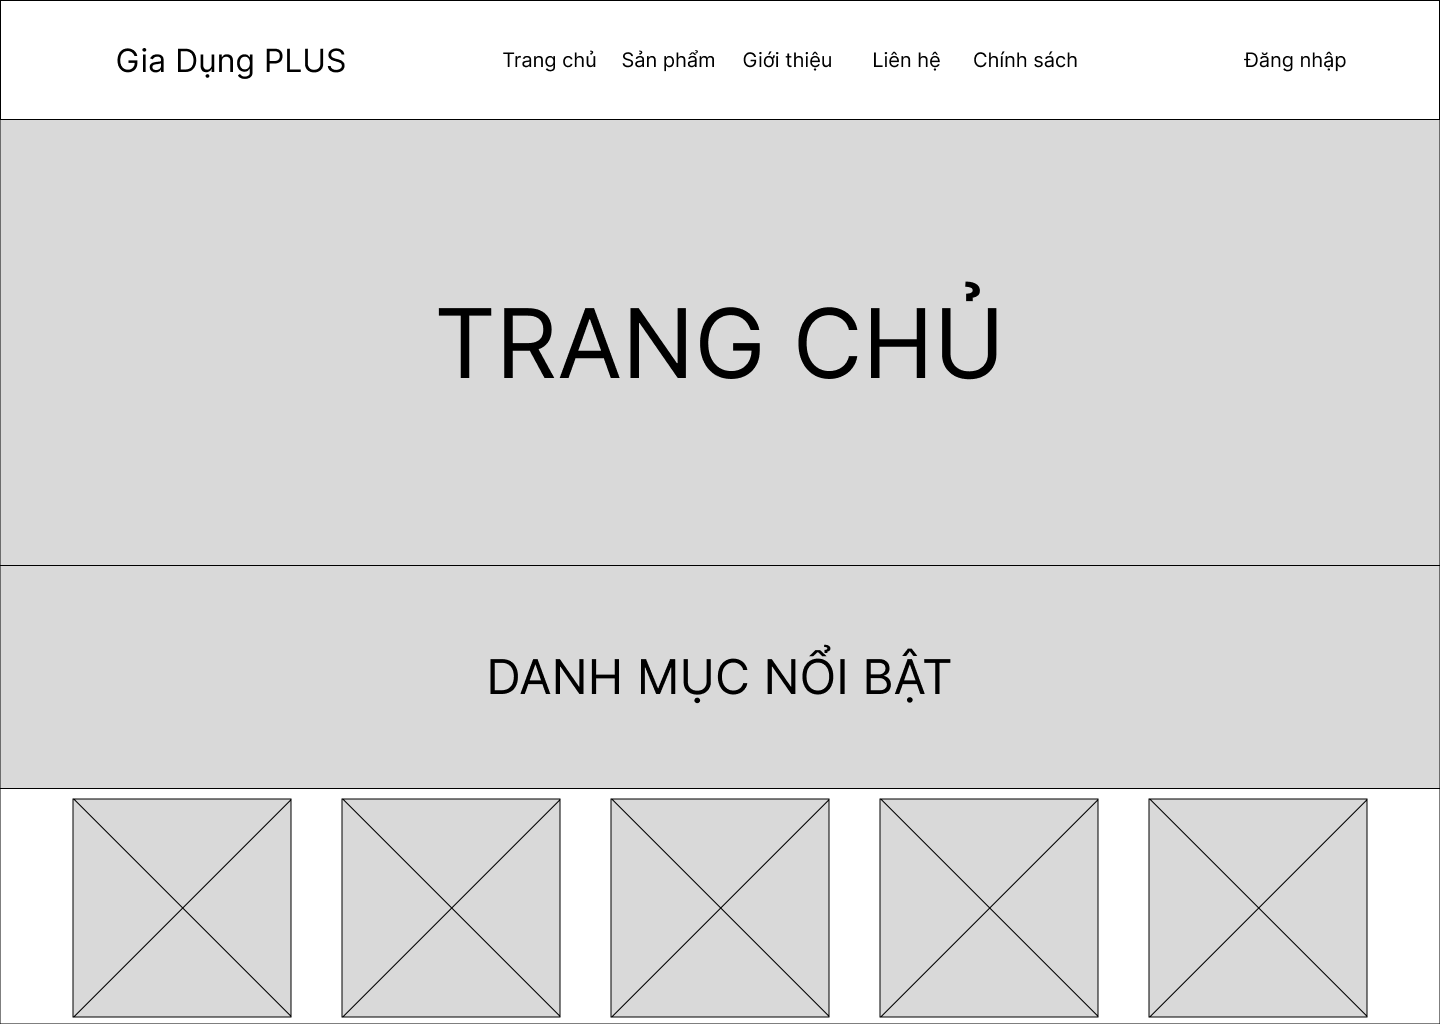 Gia Dụng PLUS
Trang chủ
Sản phẩm
Giới thiệu
Liên hệ
Chính sách
Đăng nhập
TRANG CHỦ
DANH MỤC NỔI BẬT